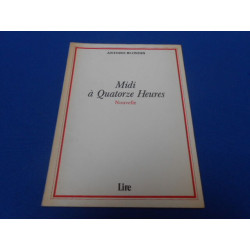 Midi
à Quatorze Heures
Nouvelle
Lire